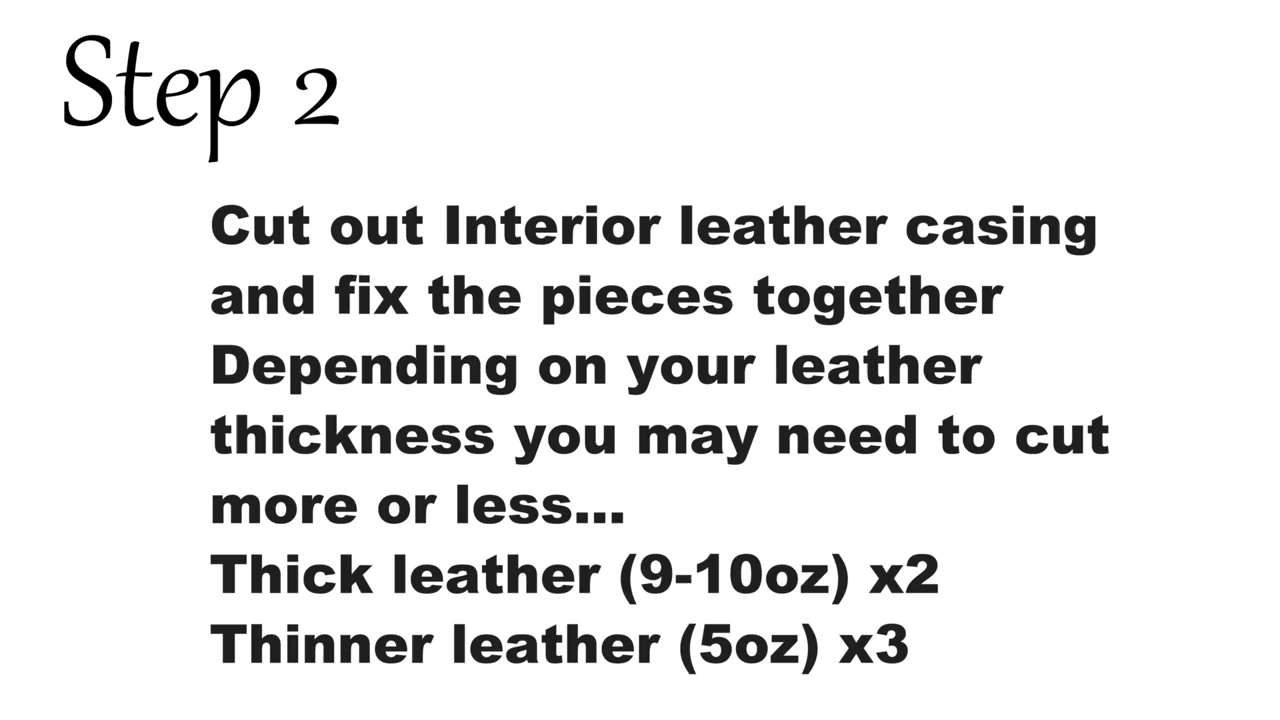 Step 2
Cut out Interior leather casing
and fix the pieces together
Depending on your leather
thickness you may need to cut
more or less...
Thick leather (9-10oz) x2
Thinner leather (5oz) x3